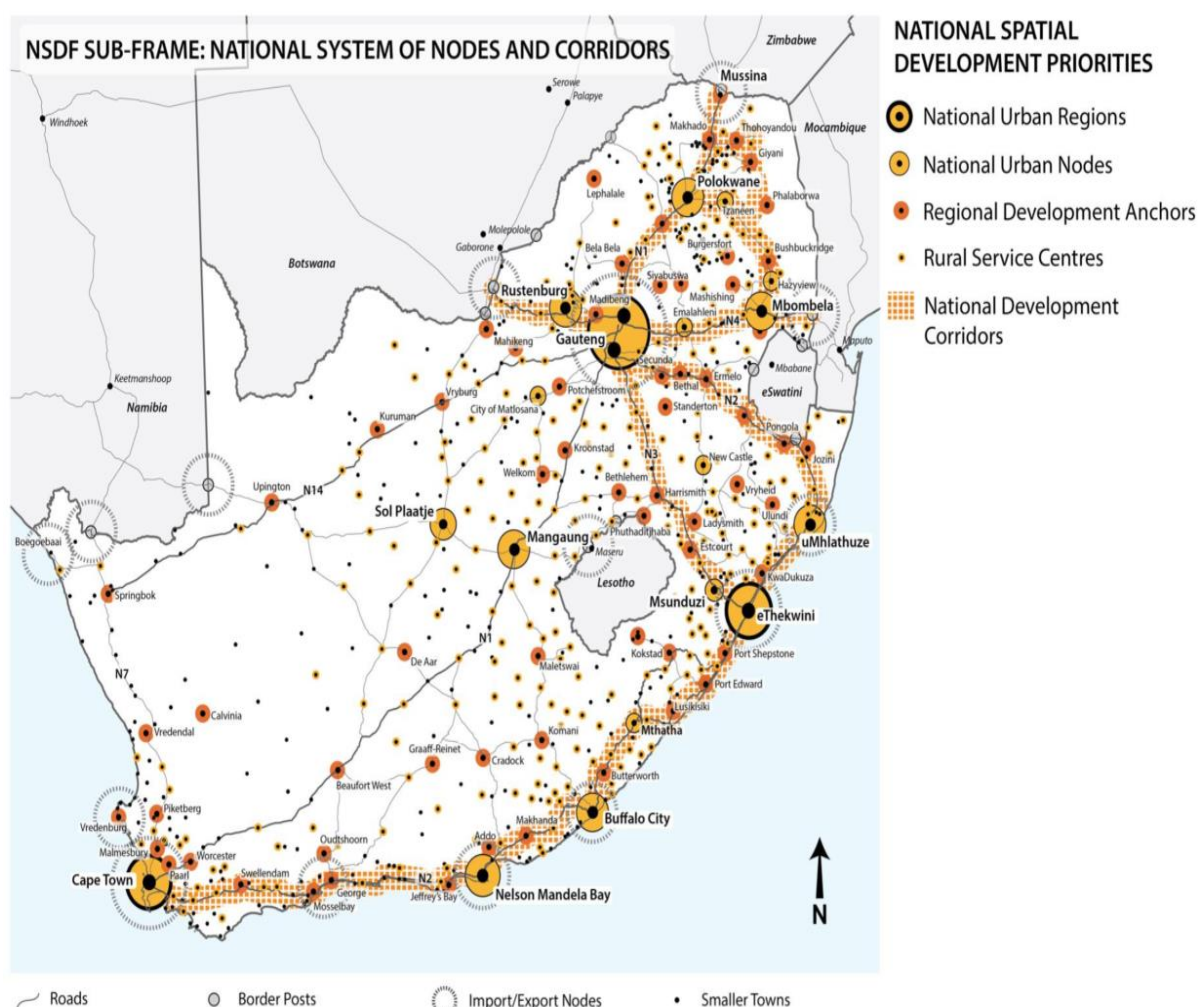 NSDF SUB-FRAME: NATIONAL SYSTEM OF NODES AND CORRIDORS
NATIONAL SPATIAL
DEVELOPMENT PRIORITIES
National Urban Regions
National Urban Nodes
Regional Development Anchors
Rural Service Centres
National Development
Corridors
Zimbabwe
Serowe
Palapye
Mussina
Windhoek
Mocambique
Makhado
Thohoyandou
Giyani
Polokwane
Lephalale
Tzaneen
Phalaborwa
Molepolole
Gaborone
Botswana
Bela Bela
N1
Burgersfort
Bushbuckridge
Siyabuswa
Hazyview
Rustenburg
Madibeng
Mashishing
Mbombela
Emalahleni
N4
Gauteng
Mahikeng
Maputo
Secunda
Mbabane
Keetmanshoop
Bethal
Ermelo
eSwatini
Namibia
Vryburg
City of Matlosana
Potchefstroom
Standerton
N2
Kuruman
Pongola
Kroonstad
N3
Jozini
New Castle
Welkom
Bethlehem
Upington
N14
Harrismith
Vryheid
Sol Plaatje
Ulundi
Ladysmith
Phuthaditjhaba
Mangaung
uMhlathuze
Boegoebaai
Maseru
Estcourt
Lesotho
KwaDukuza
Springbok
Msunduzi
eThekwini
N1
De Aar
Maletswai
Kokstad
Port Shepstone
N7
Port Edward
Calvinia
Lusikisiki
Vredendal
Mthatha
Komani
Graaff-Reinet
Cradock
Beaufort West
Butterworth
Piketberg
Vredenburg
Makhanda
Buffalo City
Oudtshoorn
Addo
Malmesbury
Worcester
Paarl
Cape Town
Swellendam
N2
George
Jeffrey's Bay
Nelson Mandela Bay
Mosselbay
N
Roads
Border Posts
Import/Export Nodes
Smaller Towns